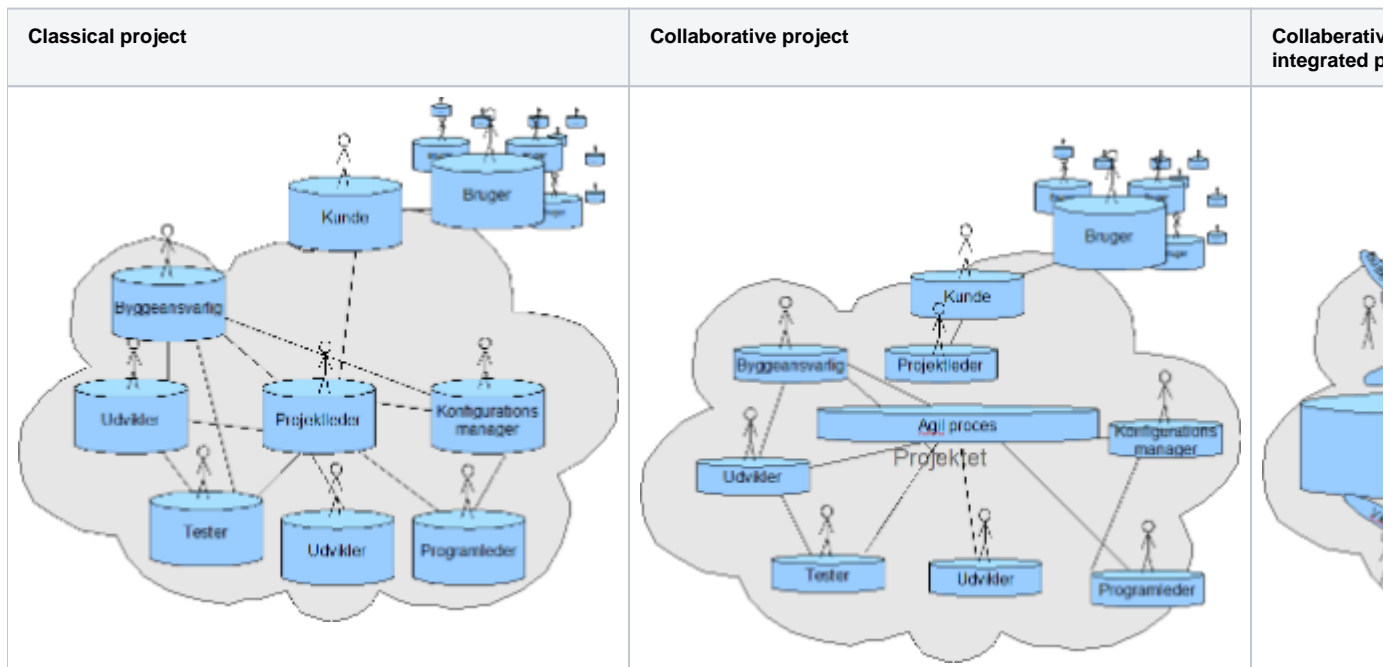 Classical project
Collaborative project
Collaberativ
integrated p
Bruger
Kunde
Byggeansvarlig
Udvikler
Projektleder
Konfigurations
manager
Tester
Udvikler
Programleder
Bruger
Kunde
Byggeansvarlig
Projektleder
Agil proces
Projektet
Konfigurations
manager
Udvikler
Tester
Udvikler
Programleder